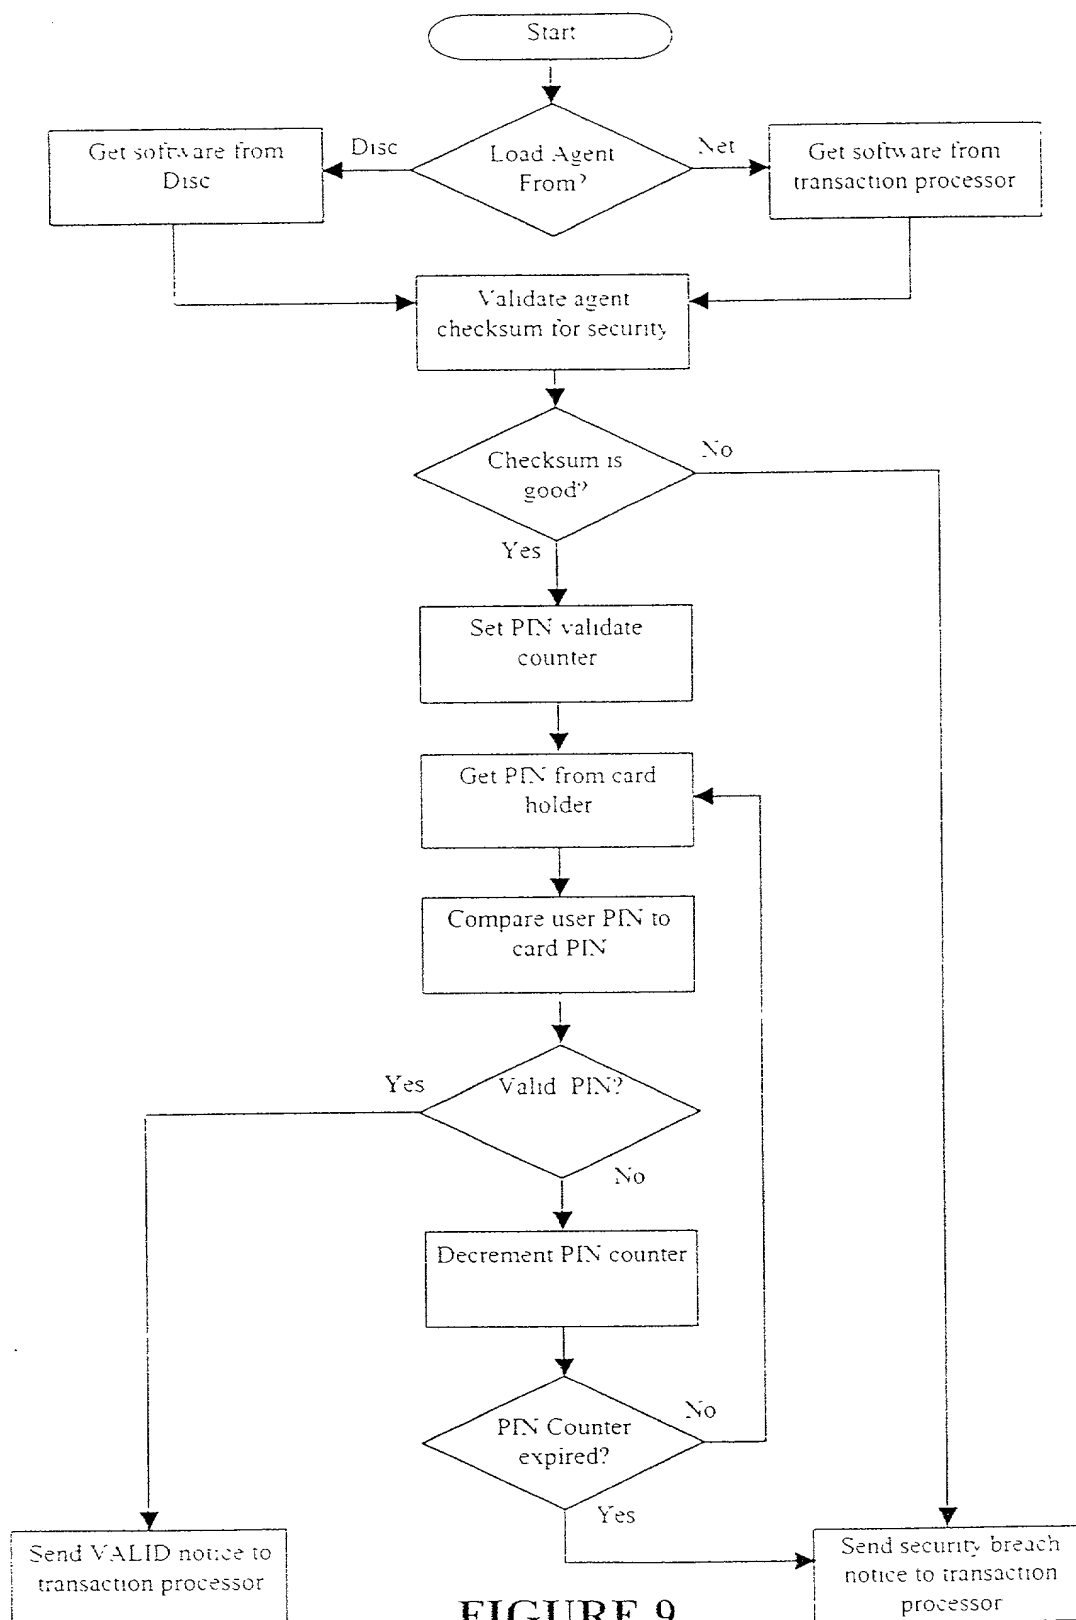 Start
Load Agent
From?
Disc
Net
Get software from
Disc
Get software from
transaction processor
Validate agent
checksum for security
Checksum is
good?
No
Yes
Set PIN validate
counter
Get PIN from card
holder
Compare user PIN to
card PIN
Valid PIN?
Yes
No
Decrement PIN counter
PIN Counter
expired?
No
Yes
Send VALID notice to
transaction processor
Send security breach
notice to transaction
processor
FIGURE 9